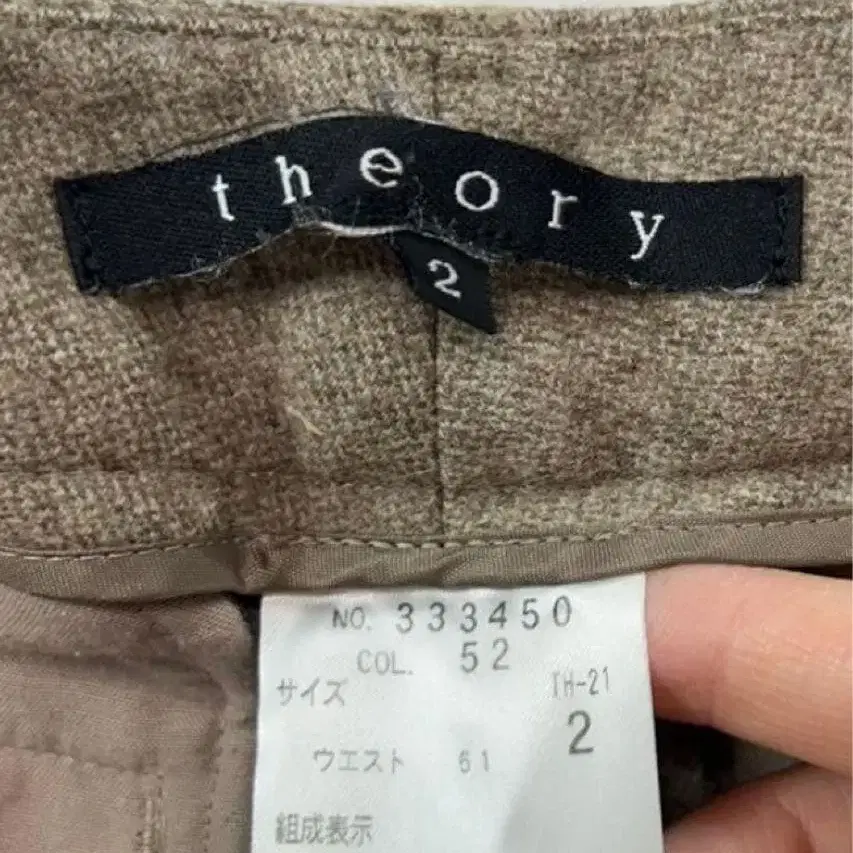 theory
2
NO. 333450
COL. 52
サイズ TH-21
2
ウエスト 61
組成表示